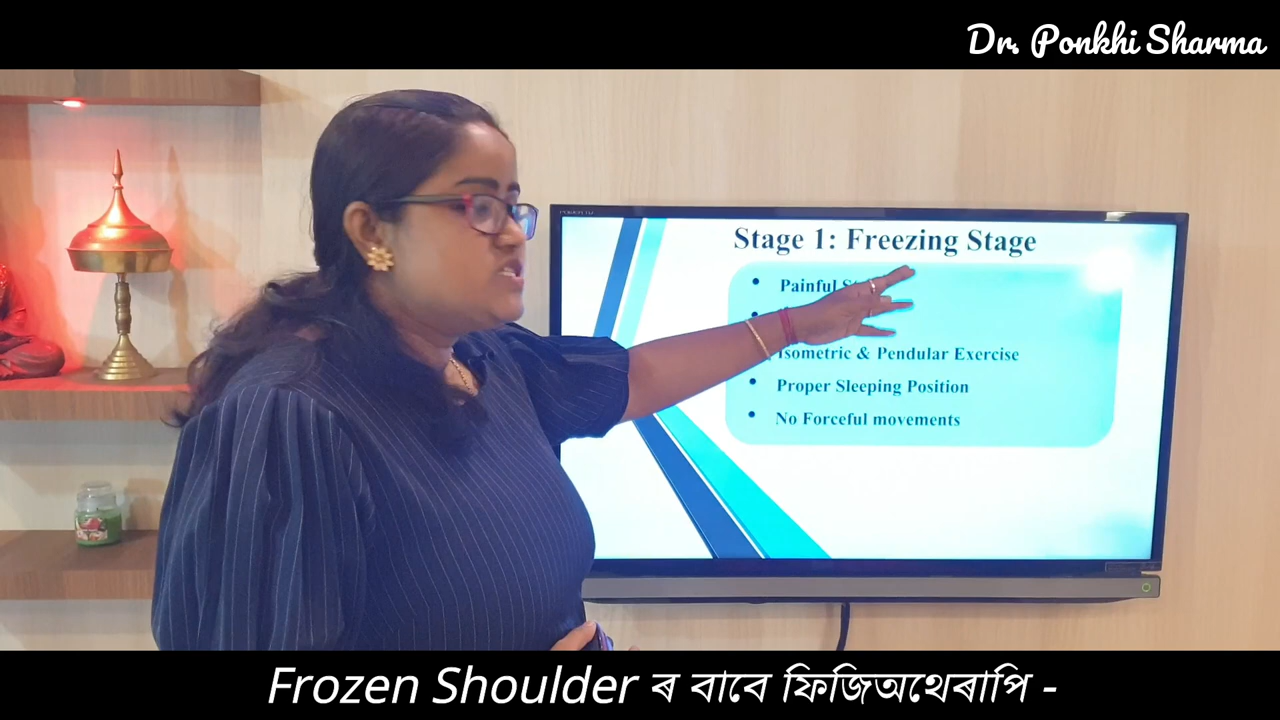 Dr. Ponkhi Sharma
Stage 1: Freezing Stage
Painful
Isometric & Pendular Exercise
Proper Sleeping Position
No Forceful movements
Frozen Shoulder ৰ বাবে ফিজিঅথেৰাপি -